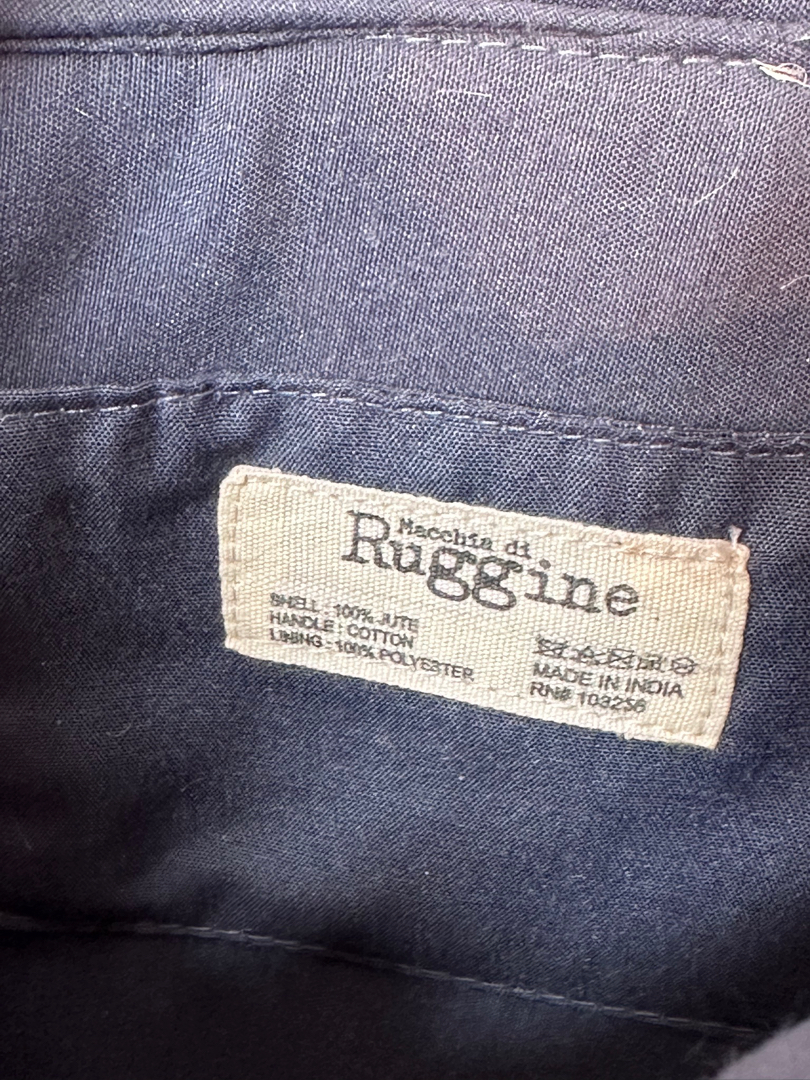 Macchia di
Ruggine
SHELL : 100% JUTE
HANDLE : COTTON
LINING - 100% POLYESTER
MADE IN INDIA
RN# 103256